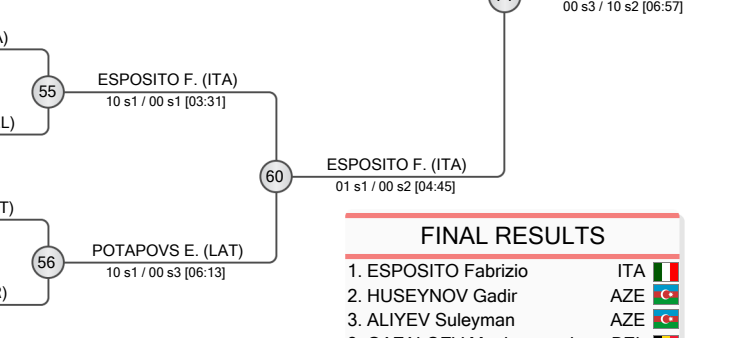 00 s3 / 10 s2 [06:57]
ESPOSITO F. (ITA)
55
10 s1 / 00 s1 [03:31]
L)
ESPOSITO F. (ITA)
60
01 s1 / 00 s2 [04:45]
T)
POTAPOVS E. (LAT)
56
10 s1 / 00 s3 [06:13]
FINAL RESULTS
1. ESPOSITO Fabrizio ITA
2. HUSEYNOV Gadir AZE
3. ALIYEV Suleyman AZE